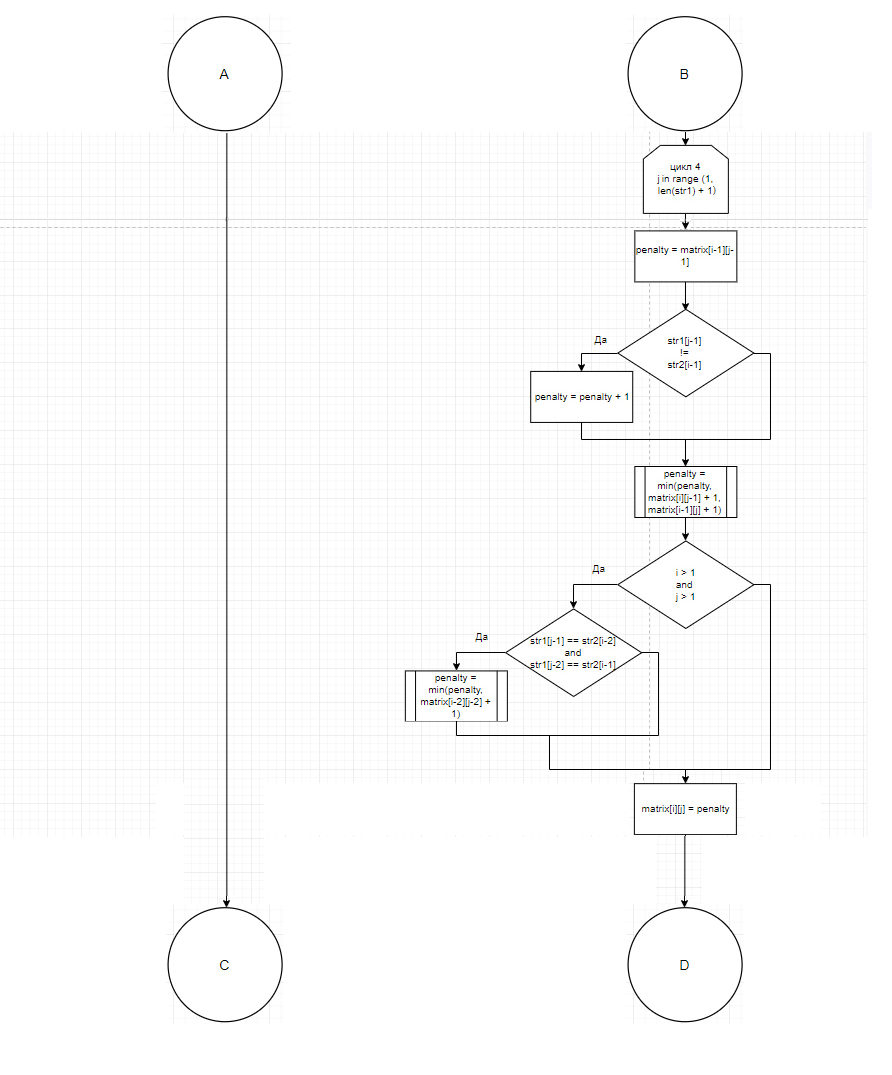 A
B
цикл 4
j in range (1,
len(str1) + 1)
penalty = matrix[i-1][j-
1]
Да
str1[j-1]
!=
str2[i-1]
penalty = penalty + 1
penalty =
min(penalty,
matrix[i][j-1] + 1,
matrix[i-1][j] + 1)
Да
i > 1
and
j > 1
Да
str1[j-1] == str2[i-2]
and
str1[j-2] == str2[i-1]
penalty =
min(penalty,
matrix[i-2][j-2] +
1)
matrix[i][j] = penalty
C
D